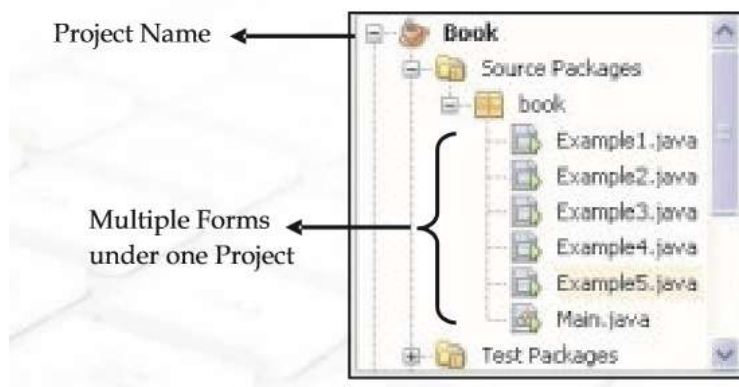 Project Name
Book
Source Packages
book
Example1.java
Example2.java
Example3.java
Example4.java
Multiple Forms
under one Project
Example5.java
Main.java
Test Packages